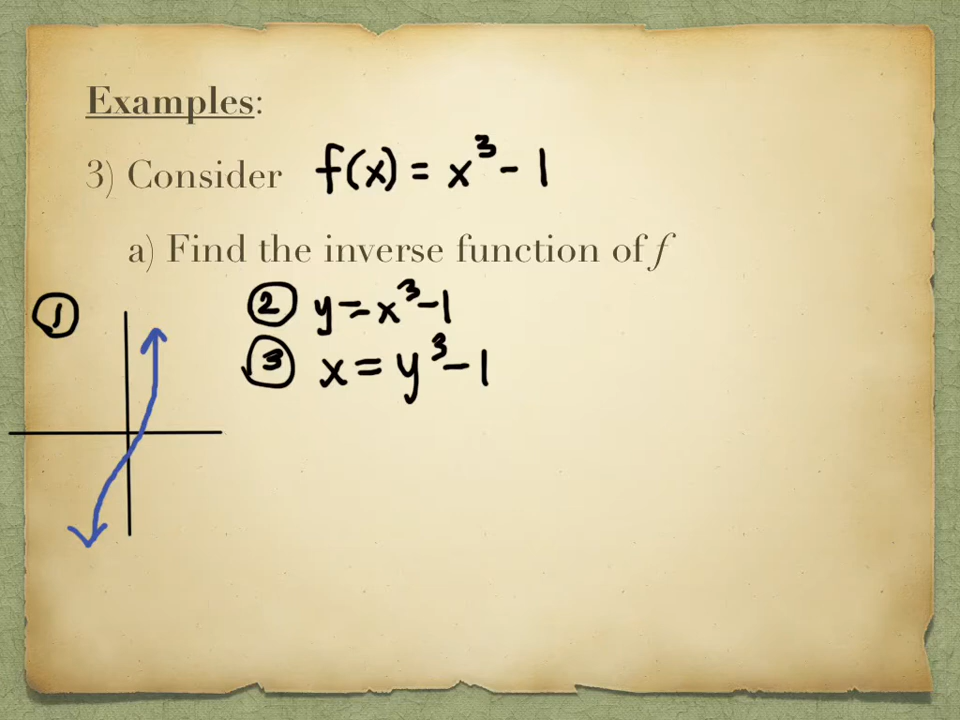 Examples:
3) Consider f(x) = x³ - 1
a) Find the inverse function of f
① ② y = x³ - 1
③ x = y³ - 1